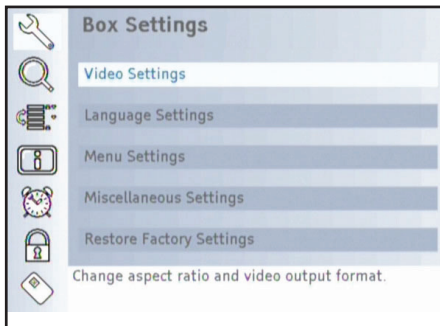 Box Settings
Video Settings
Language Settings
Menu Settings
Miscellaneous Settings
Restore Factory Settings
Change aspect ratio and video output format.